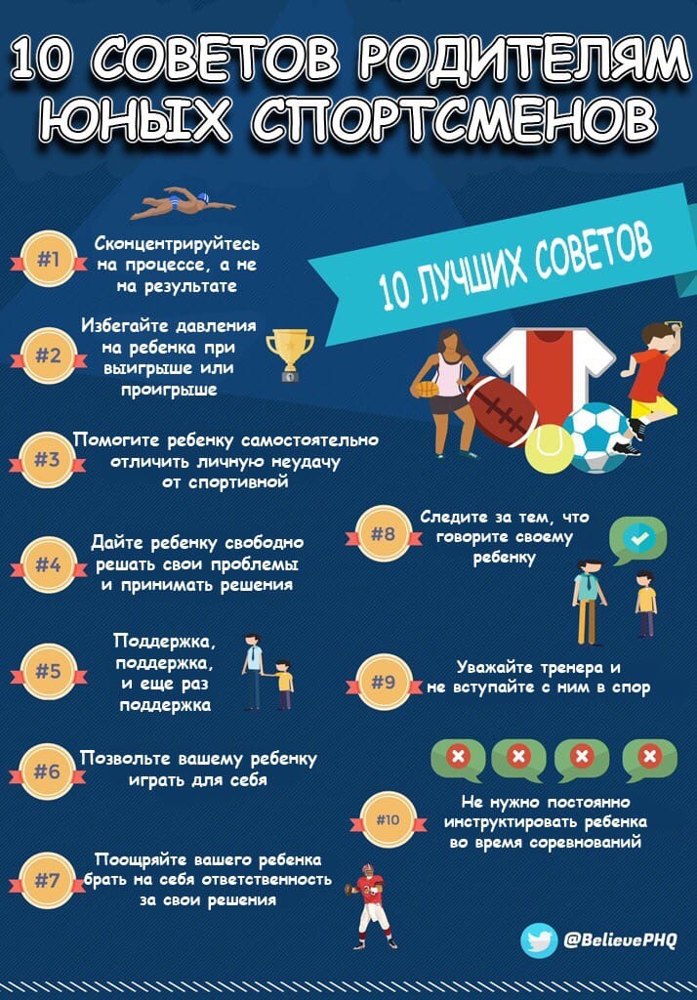 10 СОВЕТОВ РОДИТЕЛЯМ
ЮНЫХ СПОРТСМЕНОВ
10 ЛУЧШИХ СОВЕТОВ
#1
Сконцентрируйтесь
на процессе, а не
на результате
#2
Избегайте давления
на ребенка при
выигрыше или
проигрыше
1
#3
Помогите ребенку самостоятельно
отличить личную неудачу
от спортивной
#4
Дайте ребенку свободно
решать свои проблемы
и принимать решения
#5
Поддержка,
поддержка,
и еще раз
поддержка
#6
Позвольте вашему ребенку
играть для себя
#7
Поощряйте вашего ребенка
брать на себя ответственность
за свои решения
#8
Следите за тем, что
говорите своему
ребенку
#9
Уважайте тренера и
не вступайте с ним в спор
#10
Не нужно постоянно
инструктировать ребенка
во время соревнований
@BelievePHQ